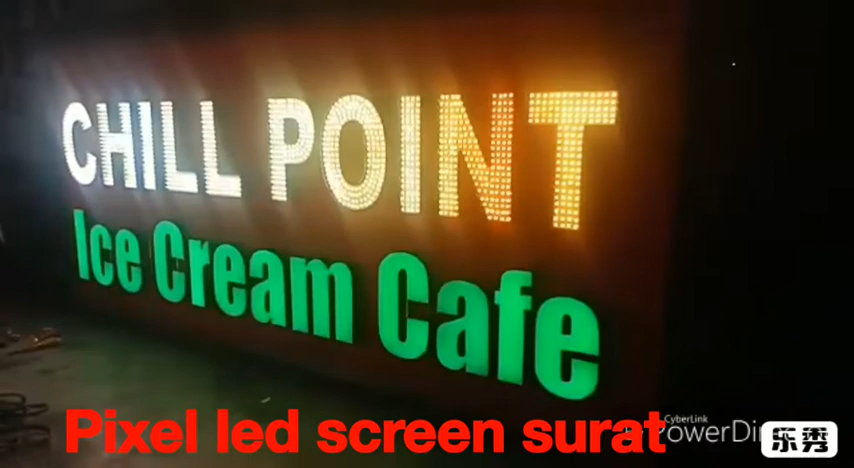 CHILL POINT
Ice Cream Cafe
Pixel led screen surat
CyberLink
PowerDi
乐秀